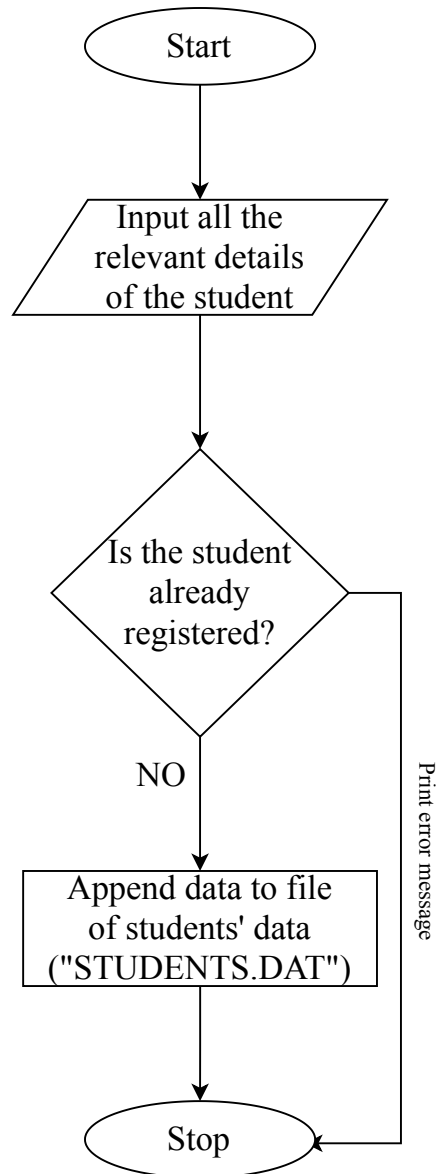 Start
Input all the
relevant details
of the student
Is the student
already
registered?
NO
Print error message
Append data to file
of students' data
("STUDENTS.DAT")
Stop